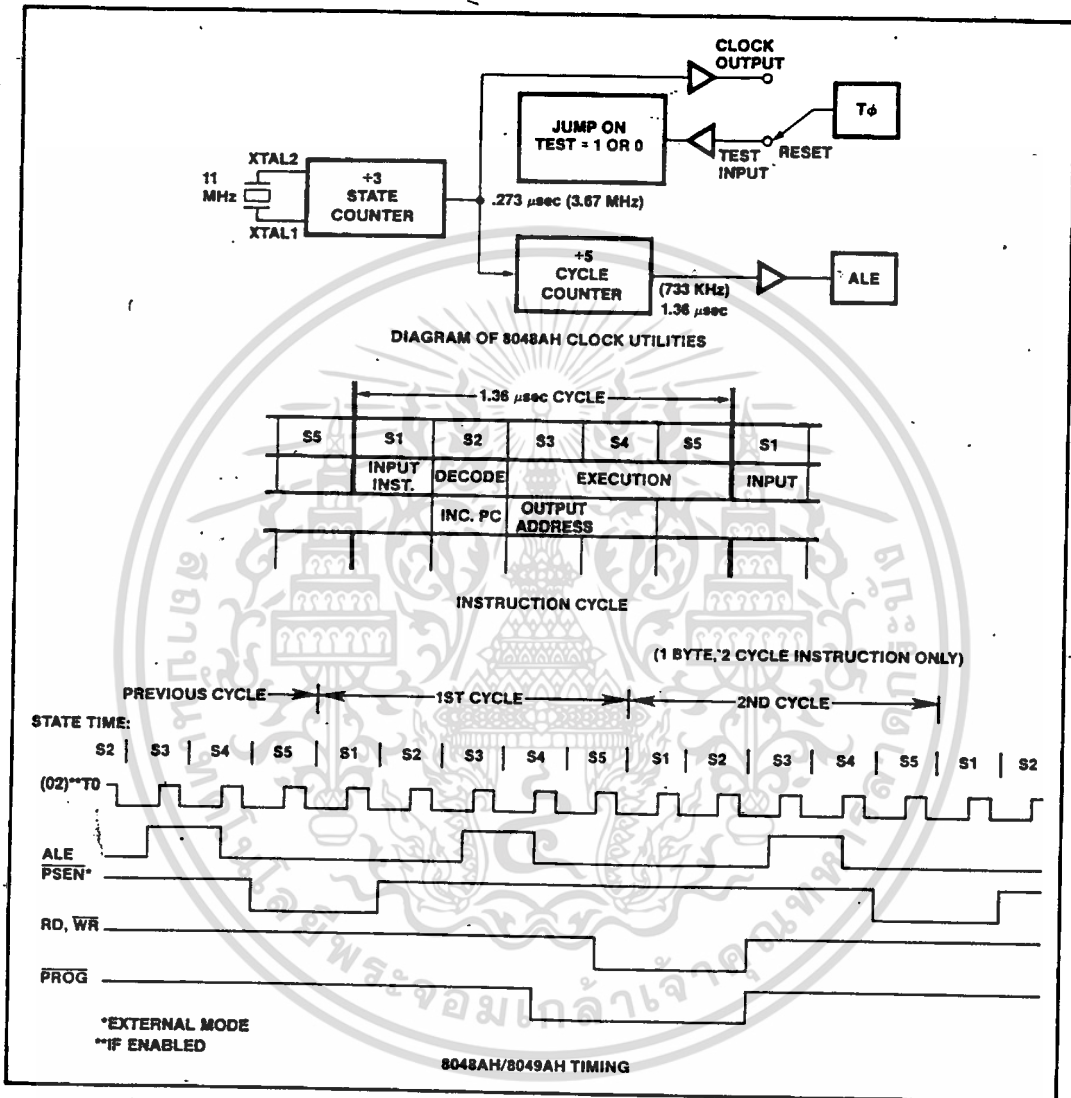 CLOCK
OUTPUT
Tϕ
JUMP ON
TEST = 1 OR 0
TEST
INPUT
RESET
XTAL2
11
MHz
XTAL1
÷3
STATE
COUNTER
.273 μsec (3.67 MHz)
÷5
CYCLE
COUNTER
(733 KHz)
1.36 μsec
ALE
DIAGRAM OF 8048AH CLOCK UTILITIES
1.36 μsec CYCLE
S5 S1 S2 S3 S4 S5 S1
INPUT INST. DECODE EXECUTION INPUT
INC. PC OUTPUT ADDRESS
INSTRUCTION CYCLE
(1 BYTE, 2 CYCLE INSTRUCTION ONLY)
PREVIOUS CYCLE 1ST CYCLE 2ND CYCLE
STATE TIME:
S2 S3 S4 S5 S1 S2 S3 S4 S5 S1 S2 S3 S4 S5 S1 S2
(02)**T0
ALE
PSEN*
RD, WR
PROG
*EXTERNAL MODE
**IF ENABLED
8048AH/8049AH TIMING